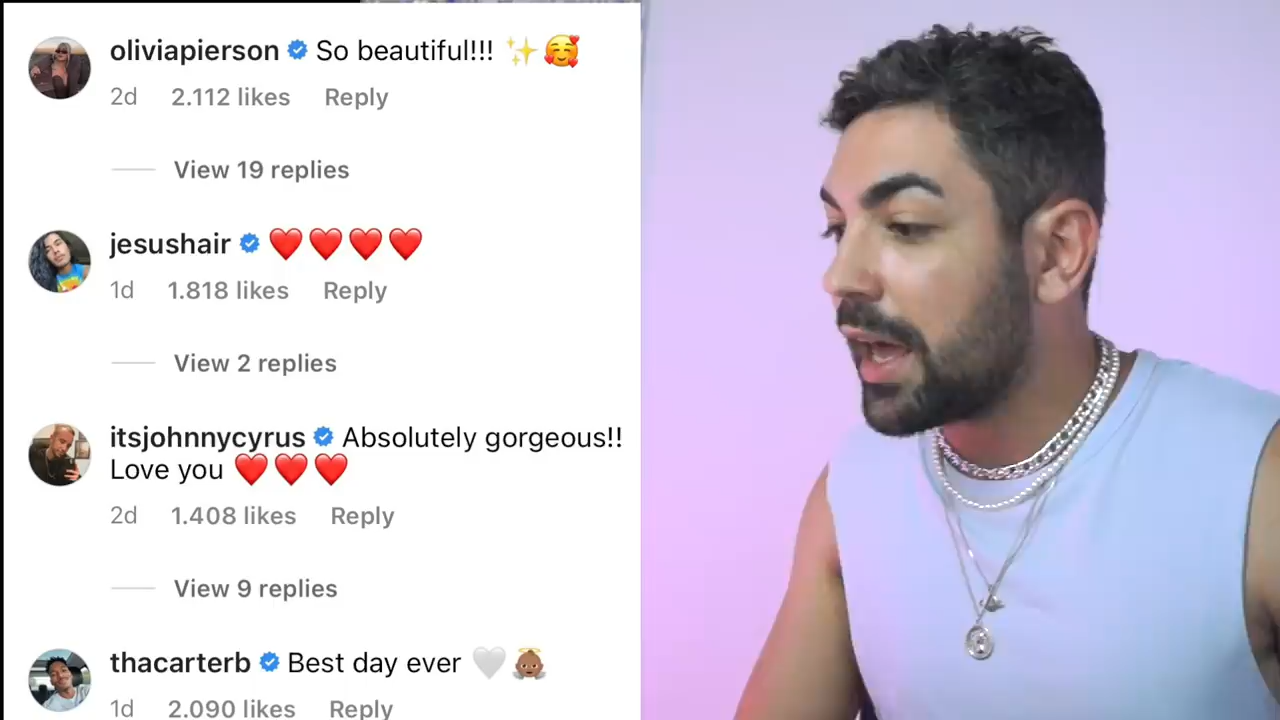 oliviapierson So beautiful!!! ✨🥰
2d 2.112 likes Reply
View 19 replies
jesushair ❤️❤️❤️❤️
1d 1.818 likes Reply
View 2 replies
itsjohnnycyrus Absolutely gorgeous!!
Love you ❤️❤️❤️
2d 1.408 likes Reply
View 9 replies
thacarterb Best day ever 🤍👼🏽
1d 2.090 likes Reply